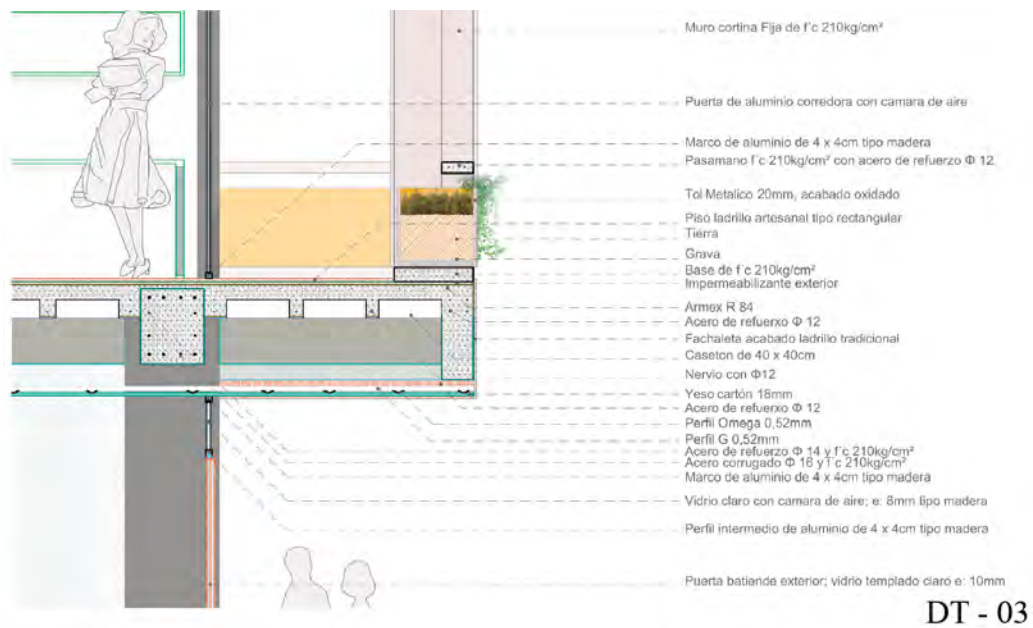 Muro cortina Fija de f´c 210kg/cm²
Puerta de aluminio corredora con camara de aire
Marco de aluminio de 4 x 4cm tipo madera
Pasamano f´c 210kg/cm² con acero de refuerzo Φ 12
Tol Metalico 20mm, acabado oxidado
Piso ladrillo artesanal tipo rectangular
Tierra
Grava
Base de f´c 210kg/cm²
Impermeabilizante exterior
Armex R 84
Acero de refuerxo Φ 12
Fachaleta acabado ladrillo tradicional
Caseton de 40 x 40cm
Nervio con Φ12
Yeso cartón 18mm
Acero de refuerxo Φ 12
Perfil Omega 0,52mm
Perfil G 0,52mm
Acero de refuerzo Φ 14 y f´c 210kg/cm²
Acero corrugado Φ 16 y f´c 210kg/cm²
Marco de aluminio de 4 x 4cm tipo madera
Vidrio claro con camara de aire; e: 8mm tipo madera
Perfil intermedio de aluminio de 4 x 4cm tipo madera
Puerta batiende exterior; vidrio templado claro e: 10mm
DT - 03